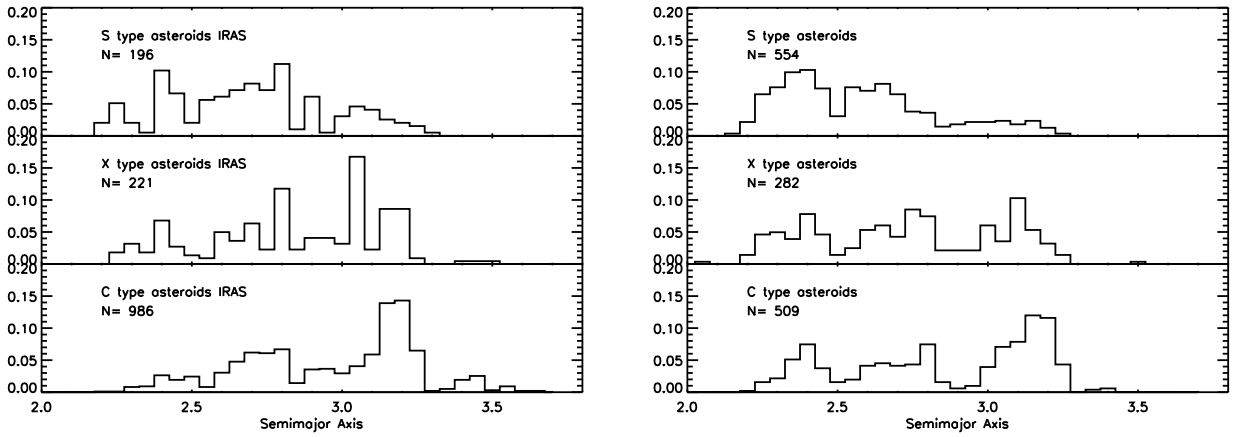 0.20
0.15
0.10
0.05
0.00
S type asteroids IRAS
N= 196
0.20
0.15
0.10
0.05
0.00
X type asteroids IRAS
N= 221
0.20
0.15
0.10
0.05
0.00
C type asteroids IRAS
N= 986
2.0 2.5 3.0 3.5
Semimajor Axis
0.20
0.15
0.10
0.05
0.00
S type asteroids
N= 554
0.20
0.15
0.10
0.05
0.00
X type asteroids
N= 282
0.20
0.15
0.10
0.05
0.00
C type asteroids
N= 509
2.0 2.5 3.0 3.5
Semimajor Axis